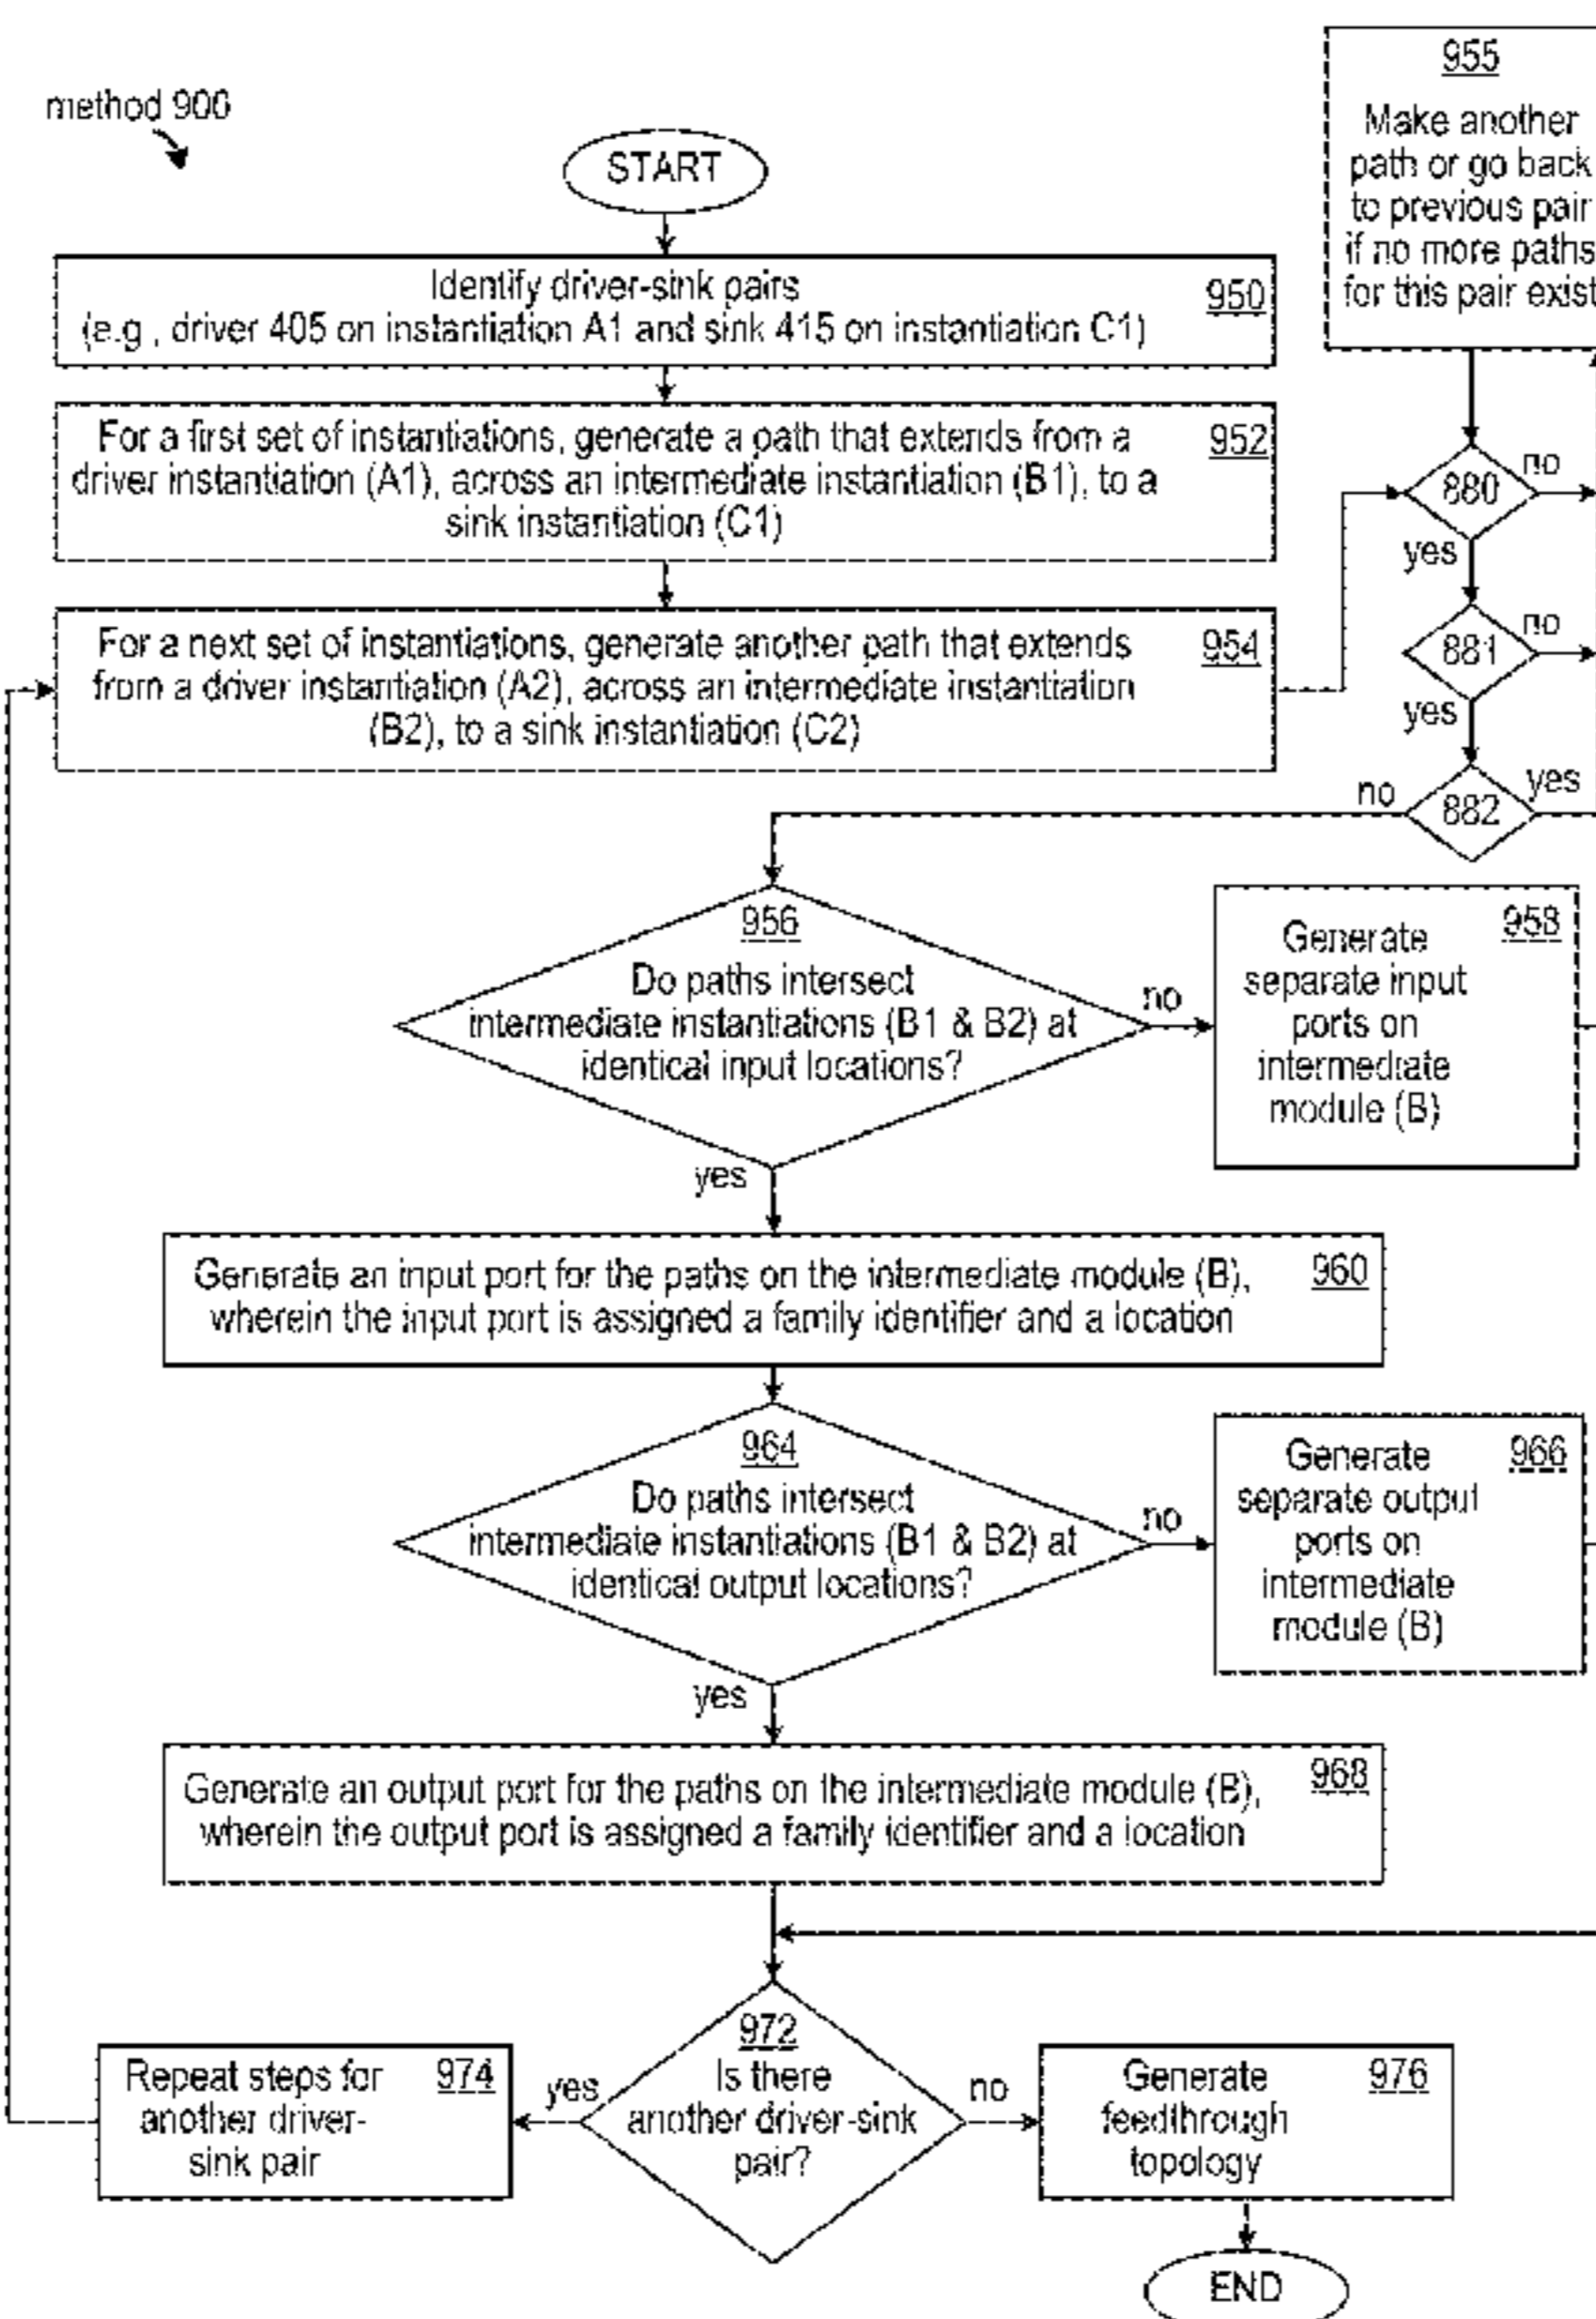 method 900
START
950
Identify driver-sink pairs
(e.g., driver 405 on instantiation A1 and sink 415 on instantiation C1)
952
For a first set of instantiations, generate a path that extends from a
driver instantiation (A1), across an intermediate instantiation (B1), to a
sink instantiation (C1)
954
For a next set of instantiations, generate another path that extends
from a driver instantiation (A2), across an intermediate instantiation
(B2), to a sink instantiation (C2)
955
Make another
path or go back
to previous pair
if no more paths
for this pair exist
880
no
yes
881
no
yes
882
no
yes
956
Do paths intersect
intermediate instantiations (B1 & B2) at
identical input locations?
no
yes
958
Generate
separate input
ports on
intermediate
module (B)
960
Generate an input port for the paths on the intermediate module (B),
wherein the input port is assigned a family identifier and a location
964
Do paths intersect
intermediate instantiations (B1 & B2) at
identical output locations?
no
yes
966
Generate
separate output
ports on
intermediate
module (B)
968
Generate an output port for the paths on the intermediate module (B),
wherein the output port is assigned a family identifier and a location
972
Is there
another driver-sink
pair?
yes
no
974
Repeat steps for
another driver-
sink pair
976
Generate
feedthrough
topology
END